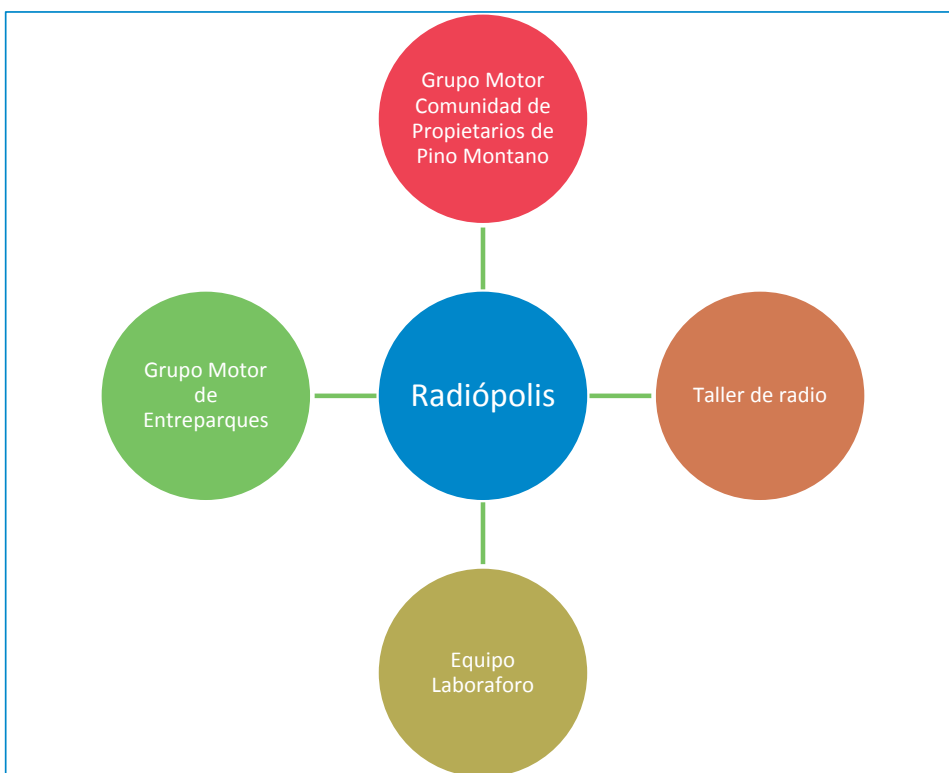 Grupo Motor
Comunidad de
Propietarios de
Pino Montano
Grupo Motor
de
Entreparques
Radiópolis
Taller de radio
Equipo
Laboraforo